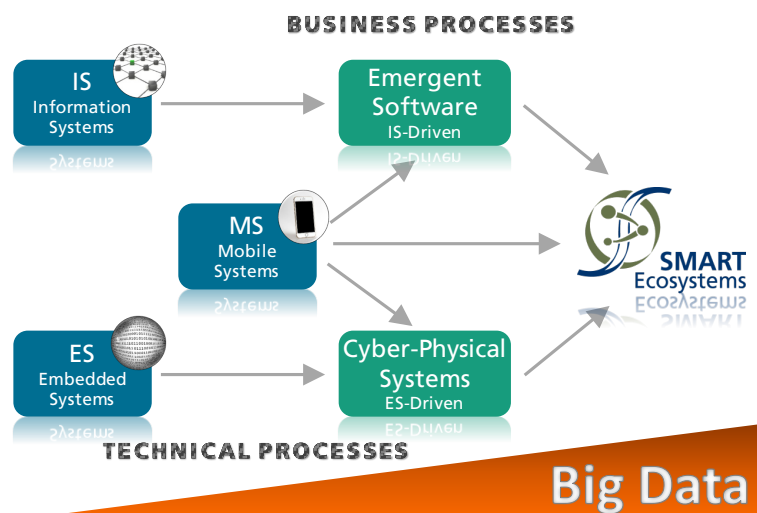 BUSINESS PROCESSES
IS
Information
Systems
Emergent
Software
IS-Driven
MS
Mobile
Systems
SMART
Ecosystems
ES
Embedded
Systems
Cyber-Physical
Systems
ES-Driven
TECHNICAL PROCESSES
Big Data